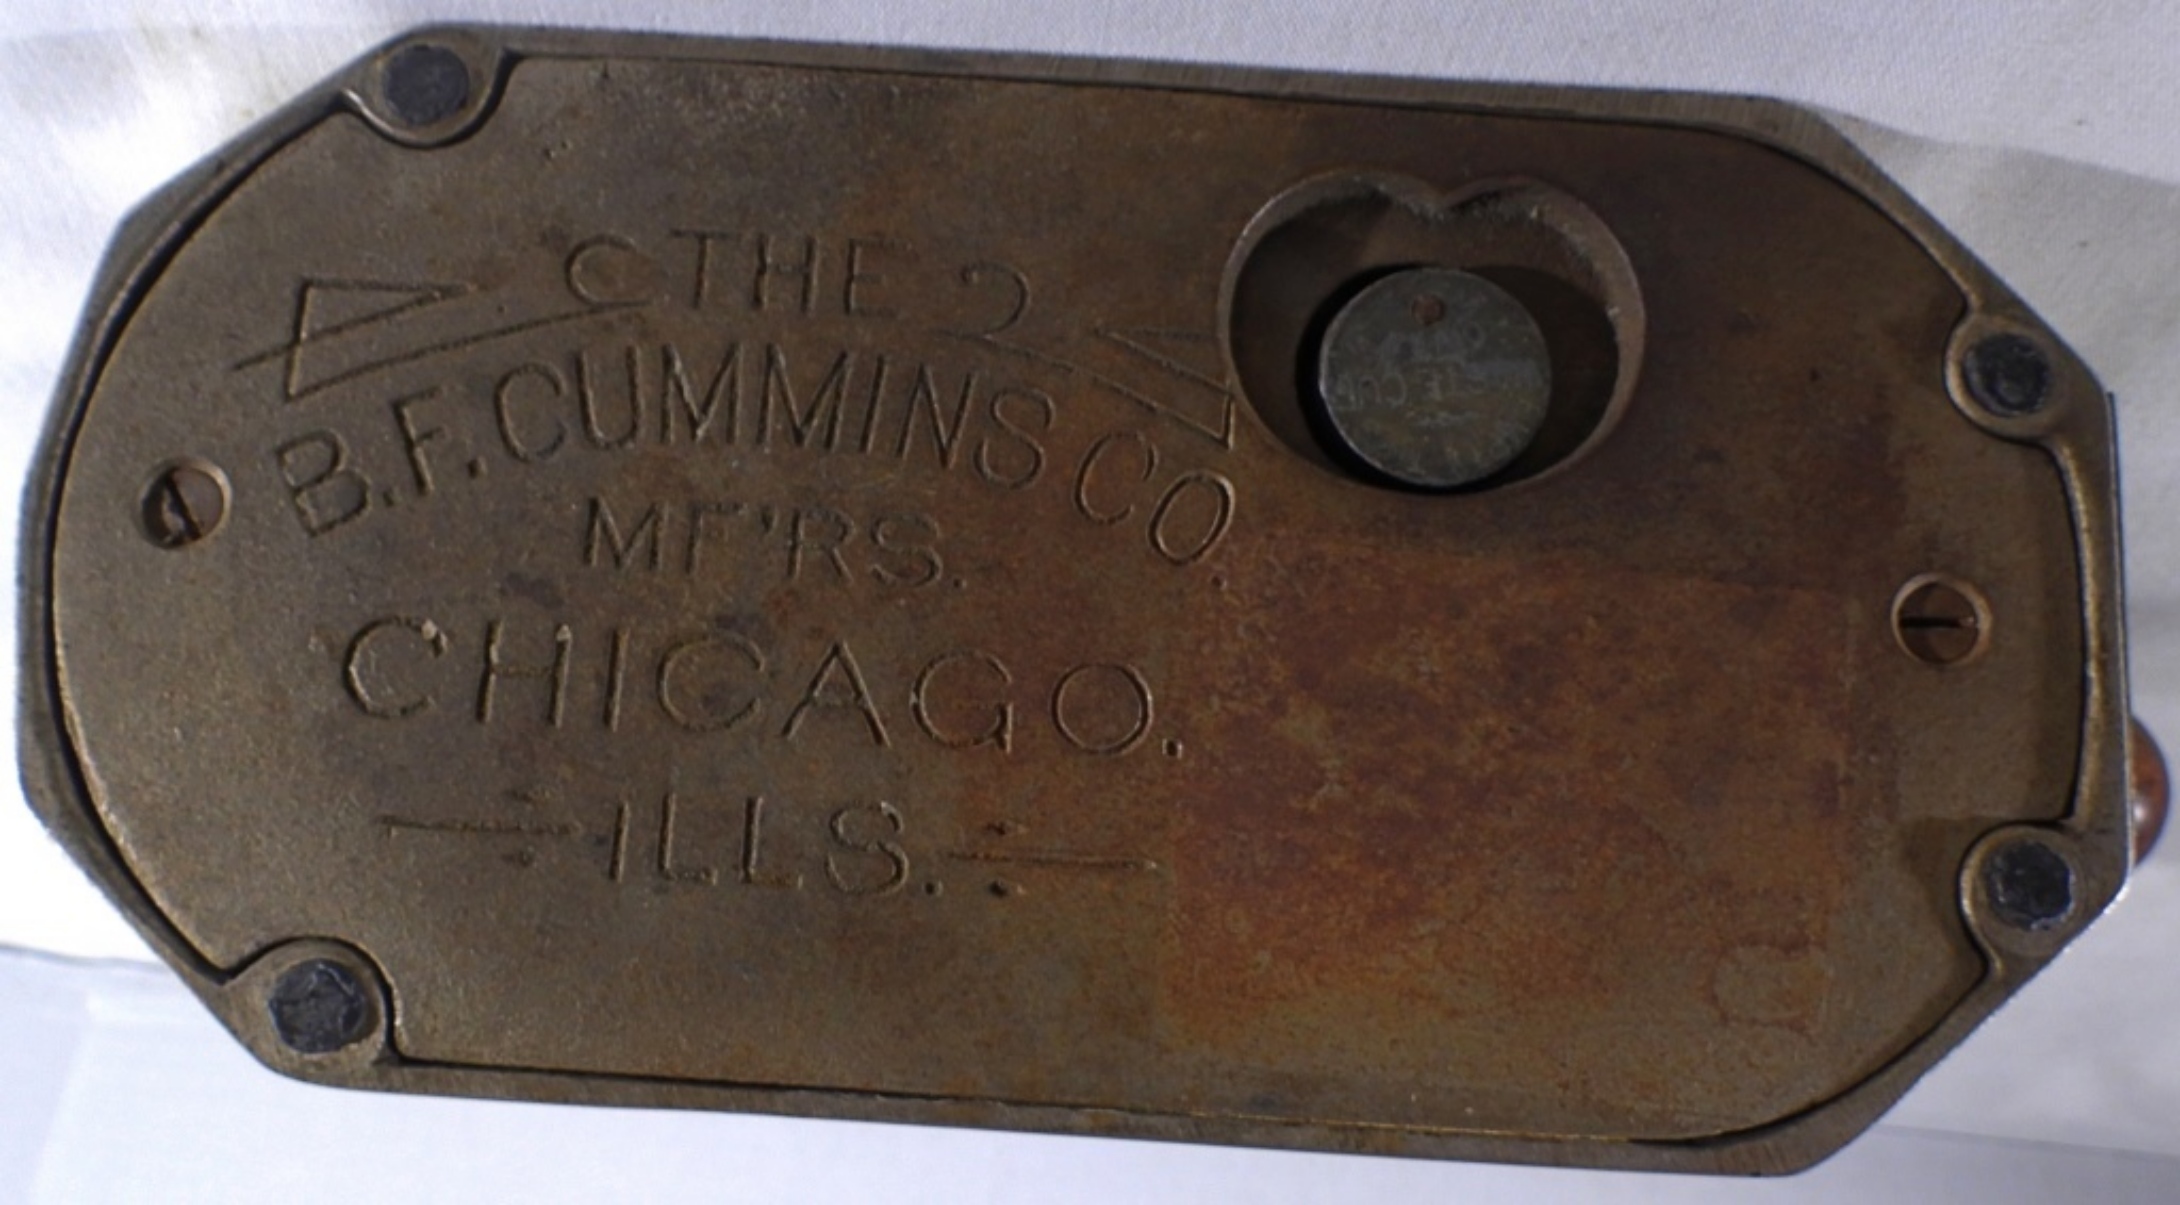 THE
B.F. CUMMINS CO.
MF'RS.
CHICAGO.
ILLS.